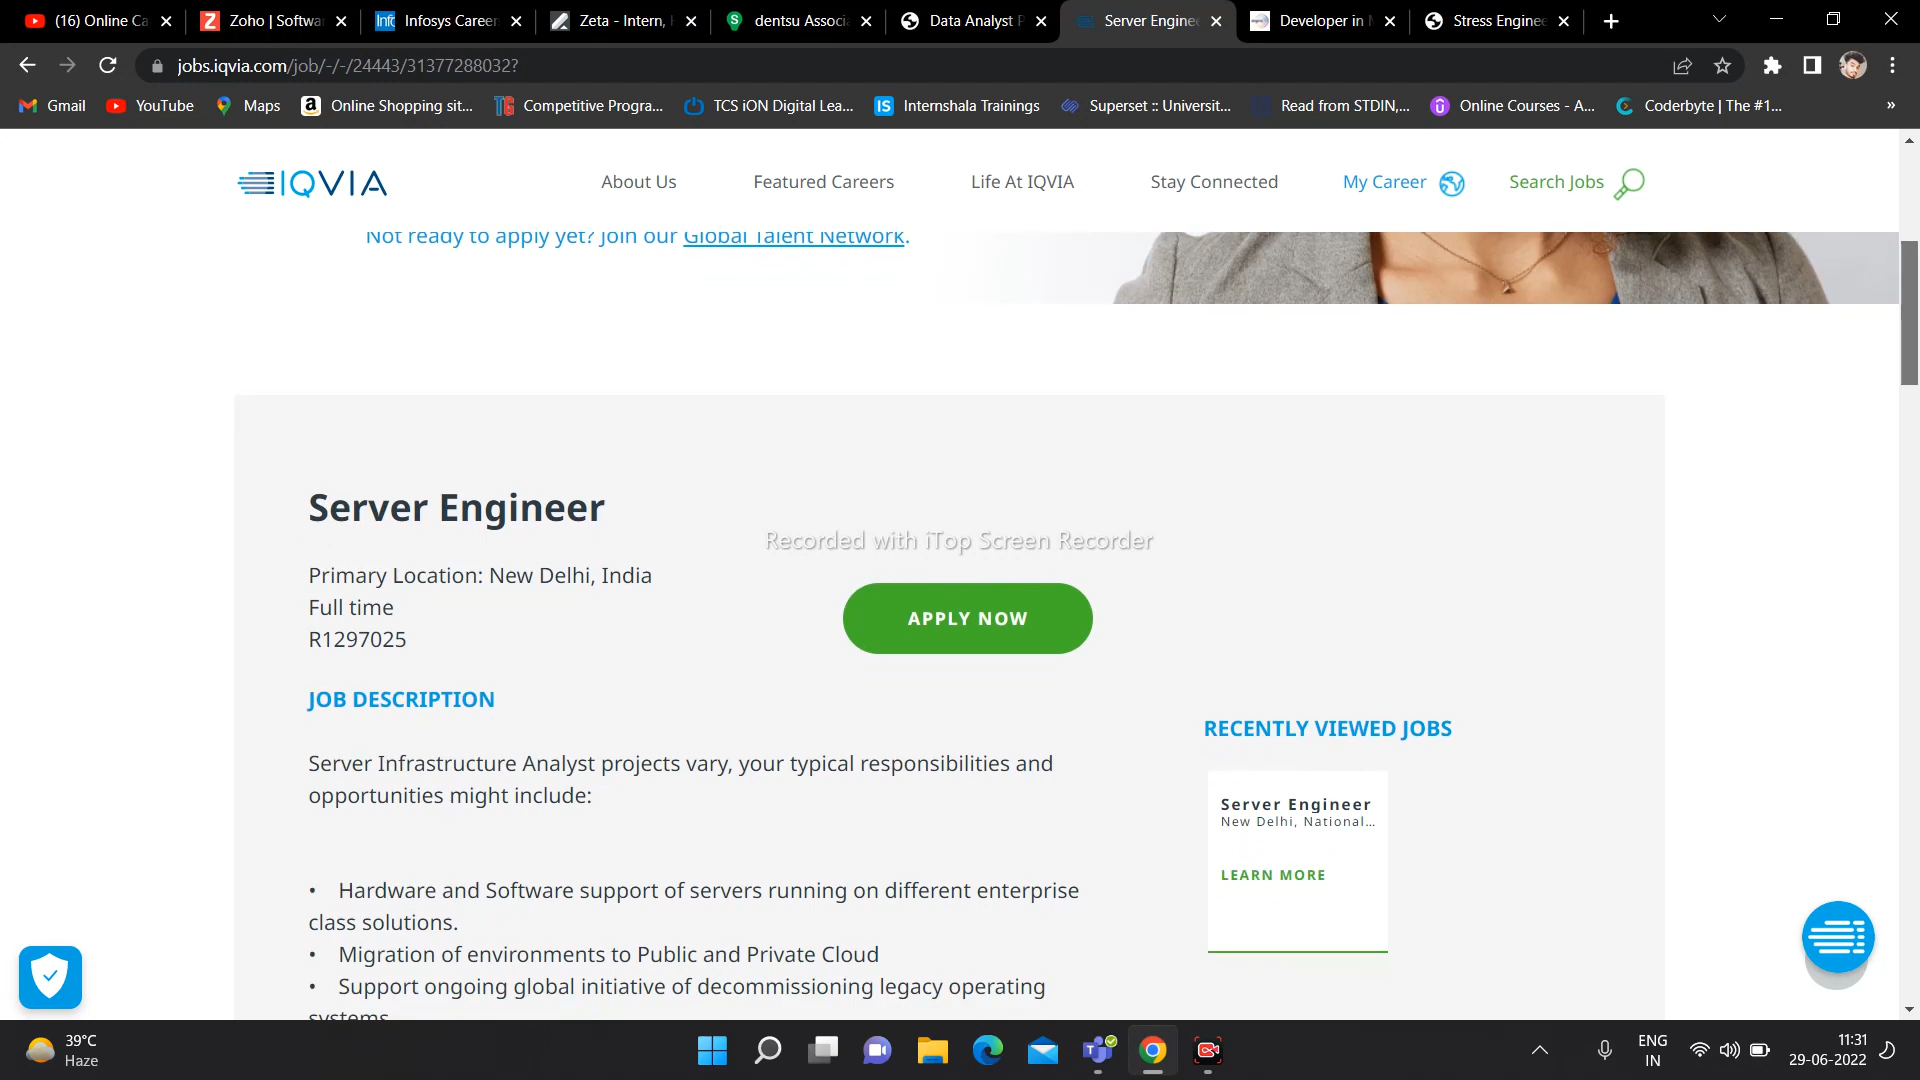 (16) Online Ca
Zoho | Softwa
Infosys Career
Zeta - Intern,
dentsu Associ
Data Analyst
Server Engine
Developer in
Stress Engine
jobs.iqvia.com/job/-/-/24443/31377288032?
Gmail
YouTube
Maps
Online Shopping sit...
Competitive Progra...
TCS iON Digital Lea...
Internshala Trainings
Superset :: Universit...
Read from STDIN,...
Online Courses - A...
Coderbyte | The #1...
»
IQVIA
About Us
Featured Careers
Life At IQVIA
Stay Connected
My Career
Search Jobs
Not ready to apply yet? Join our Global Talent Network.
Server Engineer
Recorded with iTop Screen Recorder
Primary Location: New Delhi, India
Full time
R1297025
APPLY NOW
JOB DESCRIPTION
RECENTLY VIEWED JOBS
Server Infrastructure Analyst projects vary, your typical responsibilities and
opportunities might include:
Server Engineer
New Delhi, National...
LEARN MORE
• Hardware and Software support of servers running on different enterprise
class solutions.
• Migration of environments to Public and Private Cloud
• Support ongoing global initiative of decommissioning legacy operating
systems
39°C
Haze
ENG
IN
11:31
29-06-2022